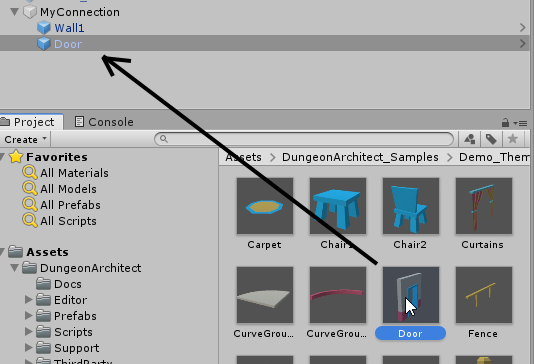 MyConnection
Wall1
Door
Project Console
Create
Favorites
All Materials
All Models
All Prefabs
All Scripts
Assets
DungeonArchitect
Docs
Editor
Prefabs
Scripts
Support
ThirdParty
Assets > DungeonArchitect_Samples > Demo_Them
Carpet Chair1 Chair2 Curtains
CurveGrou... CurveGrou... Door Fence